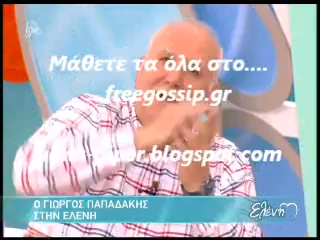 Μάθετε τα όλα στο....
freegossip.gr
.blogspot.com
Ο ΓΙΩΡΓΟΣ ΠΑΠΑΔΑΚΗΣ
ΣΤΗΝ ΕΛΕΝΗ
Ελένη